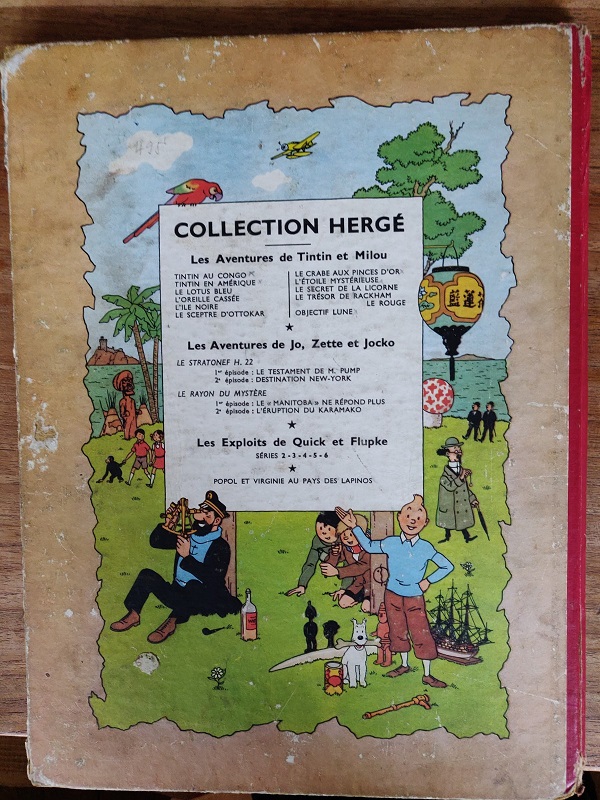 COLLECTION HERGÉ
Les Aventures de Tintin et Milou
TINTIN AU CONGO
TINTIN EN AMÉRIQUE
LE LOTUS BLEU
L'OREILLE CASSÉE
L'ILE NOIRE
LE SCEPTRE D'OTTOKAR
LE CRABE AUX PINCES D'OR
L'ÉTOILE MYSTÉRIEUSE
LE SECRET DE LA LICORNE
LE TRÉSOR DE RACKHAM
LE ROUGE
OBJECTIF LUNE
Les Aventures de Jo, Zette et Jocko
LE STRATONEF H. 22
1er épisode : LE TESTAMENT DE M. PUMP
2e épisode : DESTINATION NEW-YORK
LE RAYON DU MYSTÈRE
1er épisode : LE « MANITOBA » NE RÉPOND PLUS
2e épisode : L'ÉRUPTION DU KARAMAKO
Les Exploits de Quick et Flupke
SÉRIES 2 - 3 - 4 - 5 - 6
POPOL ET VIRGINIE AU PAYS DES LAPINOS